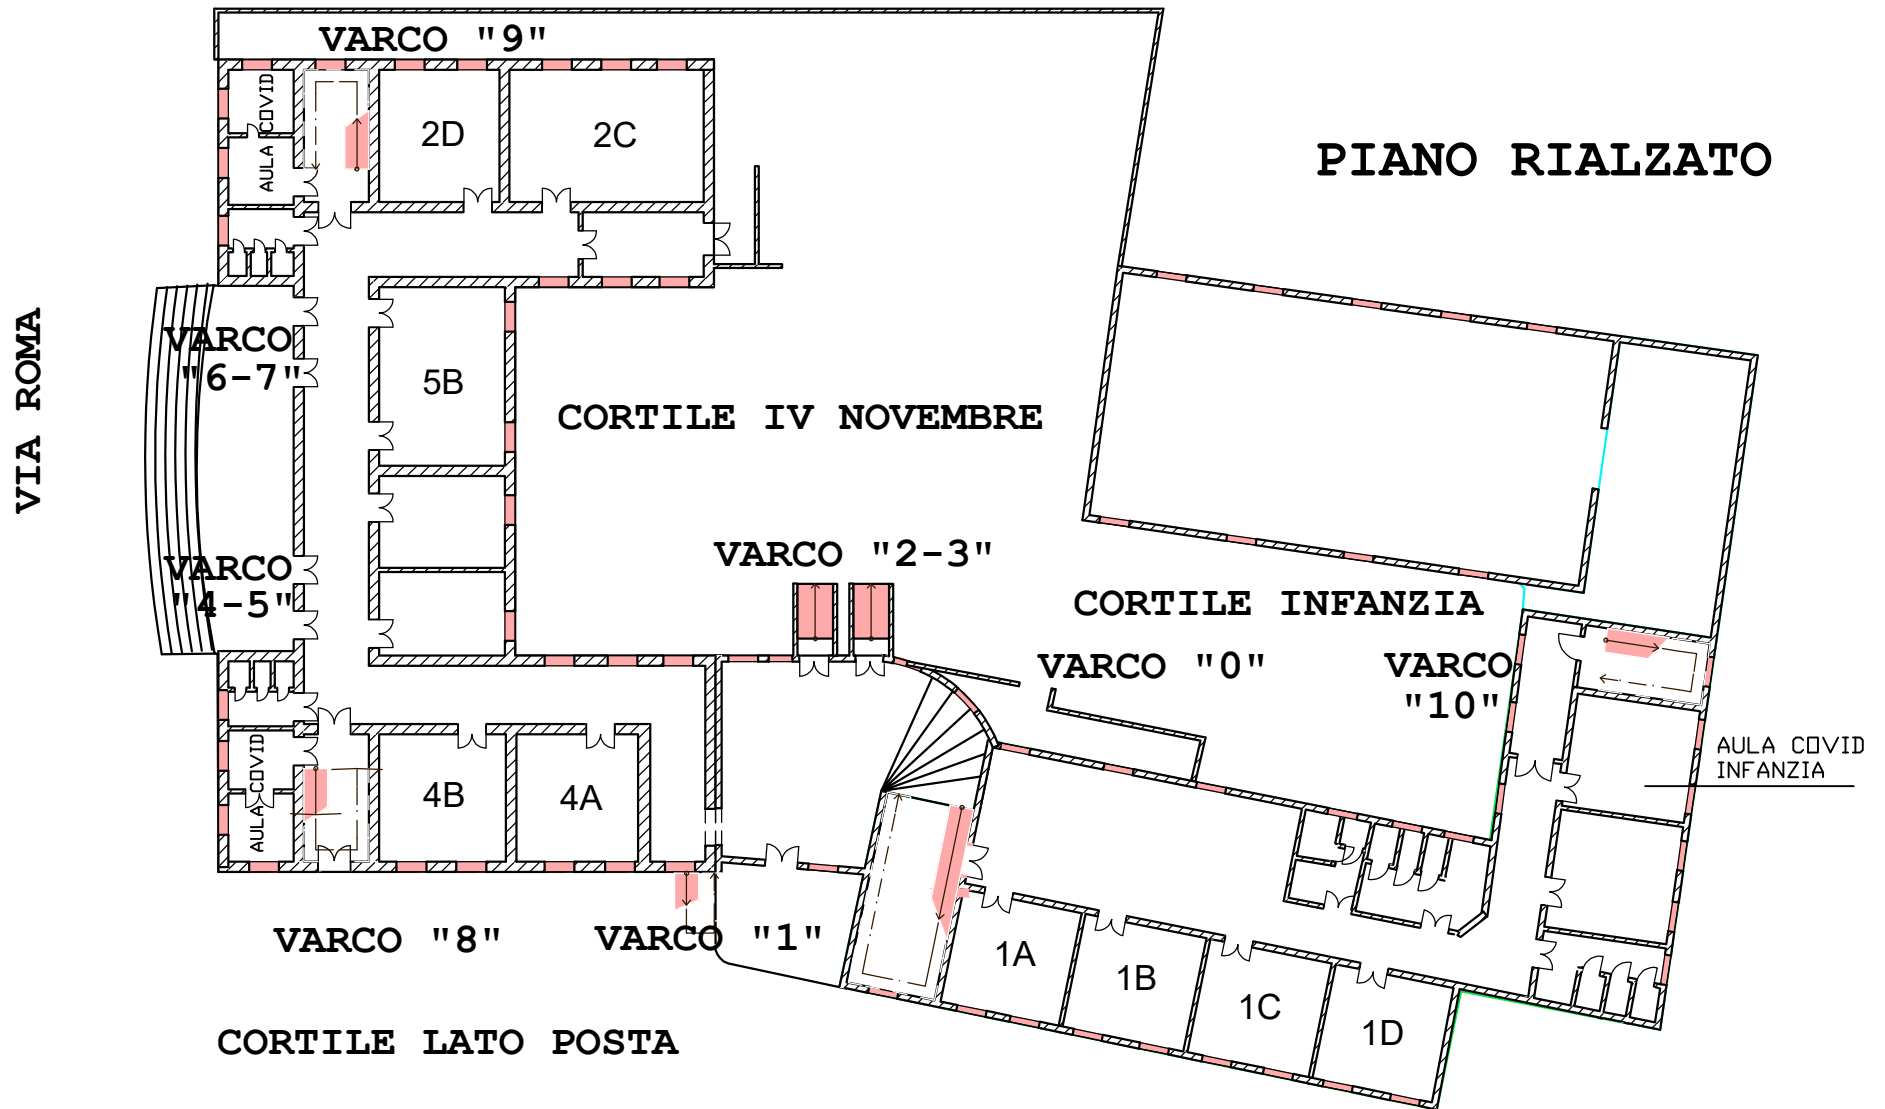 VARCO "9"
AULA COVID
2D
2C
PIANO RIALZATO
VIA ROMA
VARCO
"6-7"
5B
CORTILE IV NOVEMBRE
VARCO "2-3"
VARCO
"4-5"
CORTILE INFANZIA
VARCO "0"
VARCO
"10"
AULA COVID
INFANZIA
AULA COVID
4B
4A
VARCO "8"
VARCO "1"
1A
1B
1C
1D
CORTILE LATO POSTA